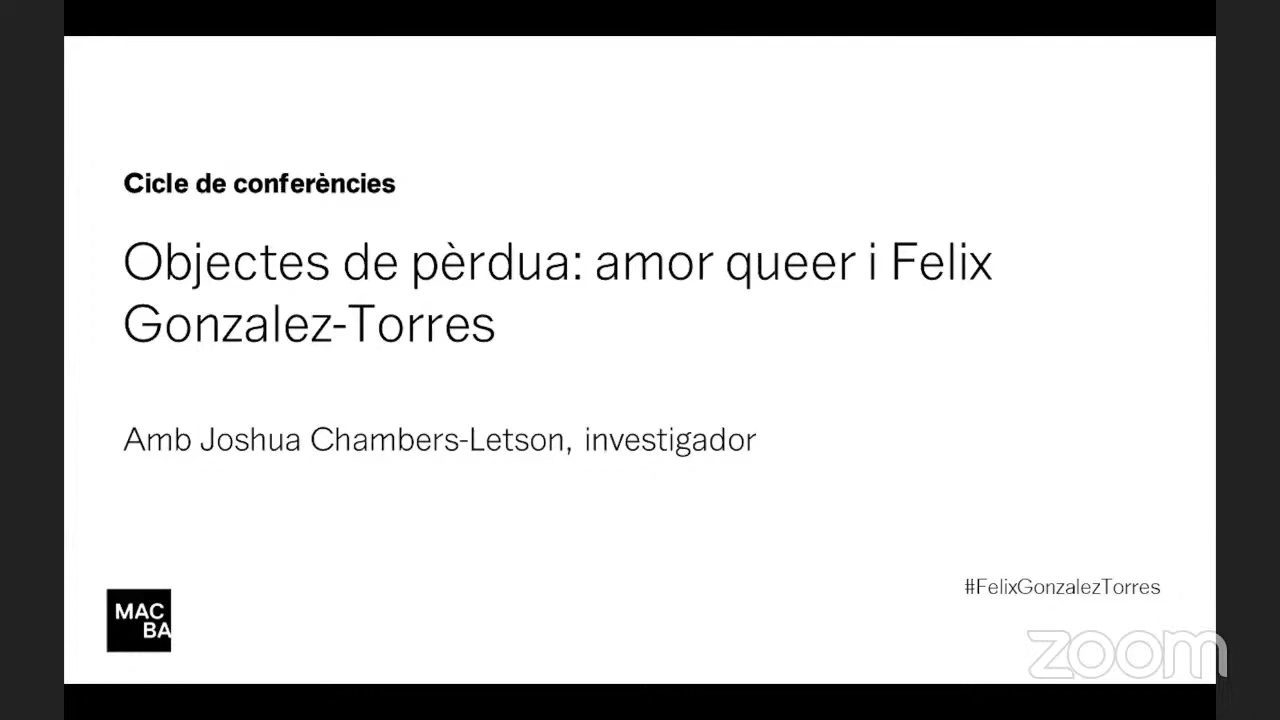 Cicle de conferències
Objectes de pèrdua: amor queer i Felix
Gonzalez-Torres
Amb Joshua Chambers-Letson, investigador
#FelixGonzalezTorres
MAC
BA
zoom